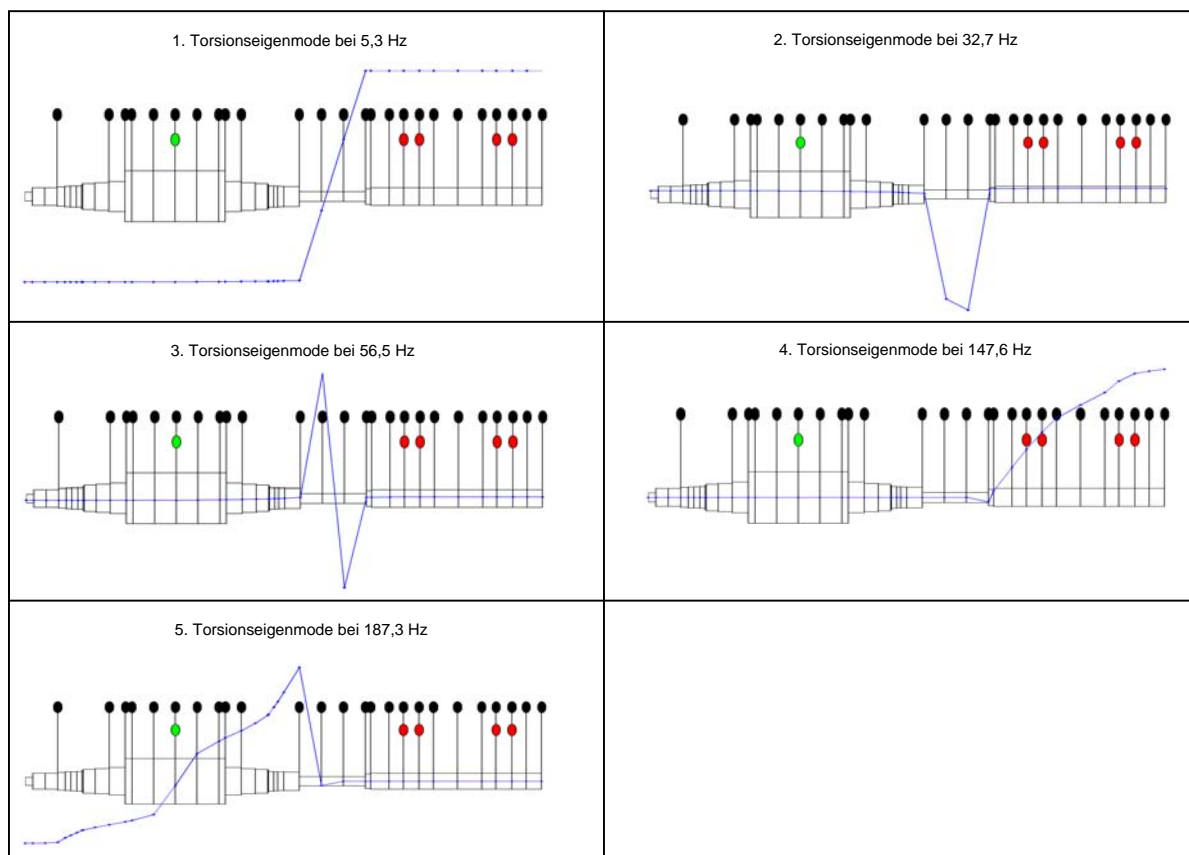 1. Torsionseigenmode bei 5,3 Hz
2. Torsionseigenmode bei 32,7 Hz
3. Torsionseigenmode bei 56,5 Hz
4. Torsionseigenmode bei 147,6 Hz
5. Torsionseigenmode bei 187,3 Hz